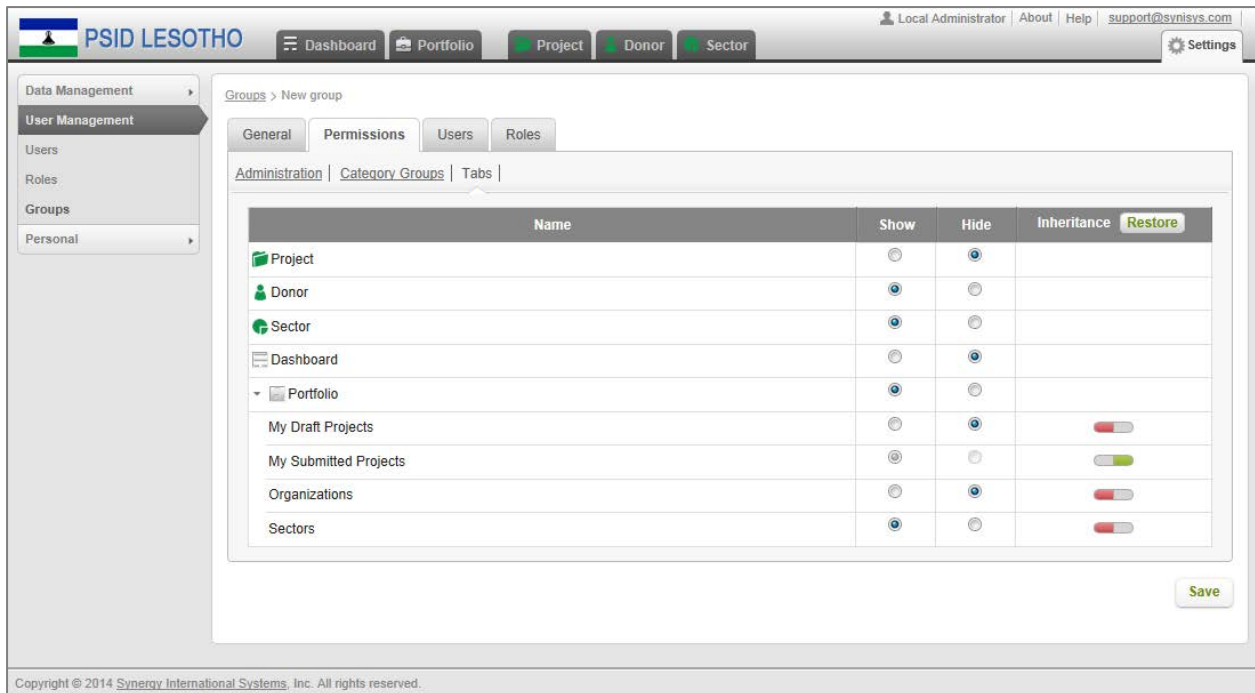 Local Administrator | About | Help | support@synisys.com
PSID LESOTHO
Dashboard Portfolio Project Donor Sector Settings
Data Management
User Management
Users
Roles
Groups
Personal
Groups > New group
General Permissions Users Roles
Administration | Category Groups | Tabs |
Name Show Hide Inheritance Restore
Project
Donor
Sector
Dashboard
Portfolio
My Draft Projects
My Submitted Projects
Organizations
Sectors
Save
Copyright © 2014 Synergy International Systems, Inc. All rights reserved.